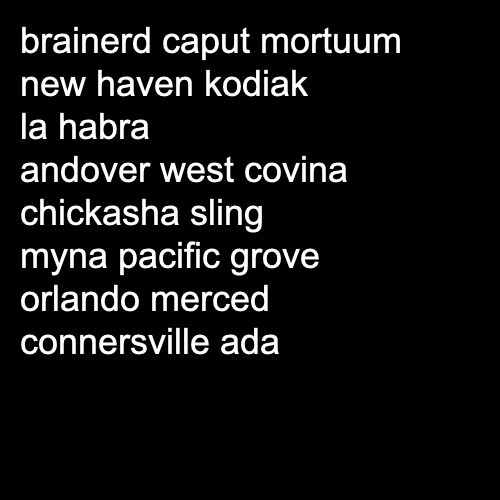 brainerd caput mortuum
new haven kodiak
la habra
andover west covina
chickasha sling
myna pacific grove
orlando merced
connersville ada